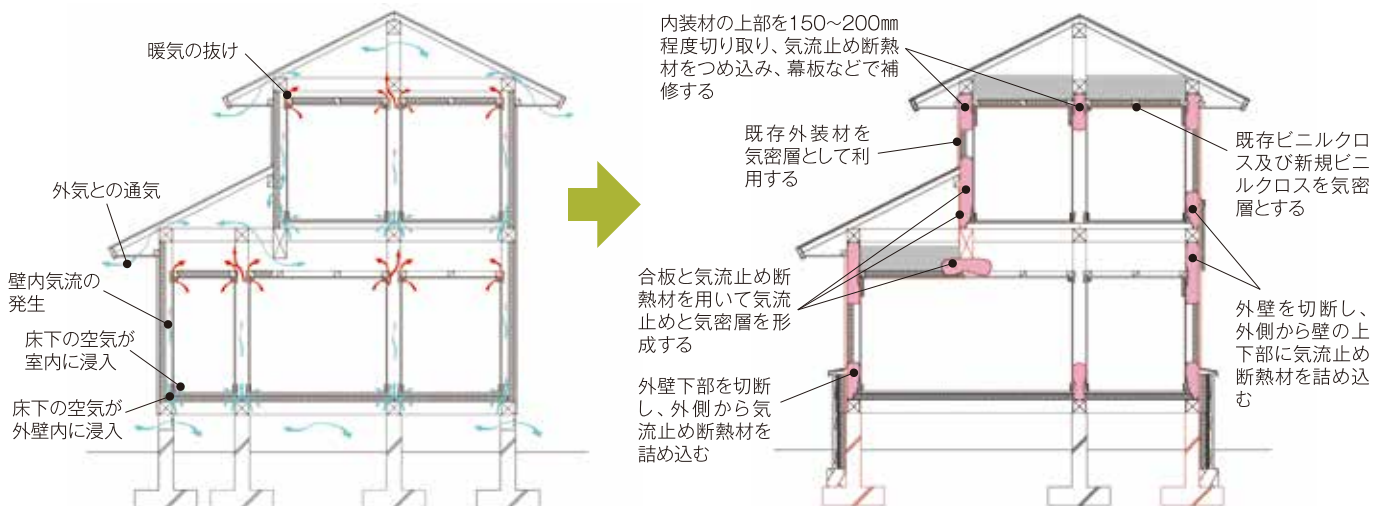 暖気の抜け
外気との通気
壁内気流の
発生
床下の空気が
室内に浸入
床下の空気が
外壁内に浸入
内装材の上部を150～200㎜
程度切り取り、気流止め断熱
材をつめ込み、幕板などで補
修する
既存外装材を
気密層として利
用する
合板と気流止め断
熱材を用いて気流
止めと気密層を形
成する
外壁下部を切断
し、外側から気
流止め断熱材を
詰め込む
既存ビニルクロ
ス及び新規ビニ
ルクロスを気密
層とする
外壁を切断し、
外側から壁の上
下部に気流止め
断熱材を詰め込
む